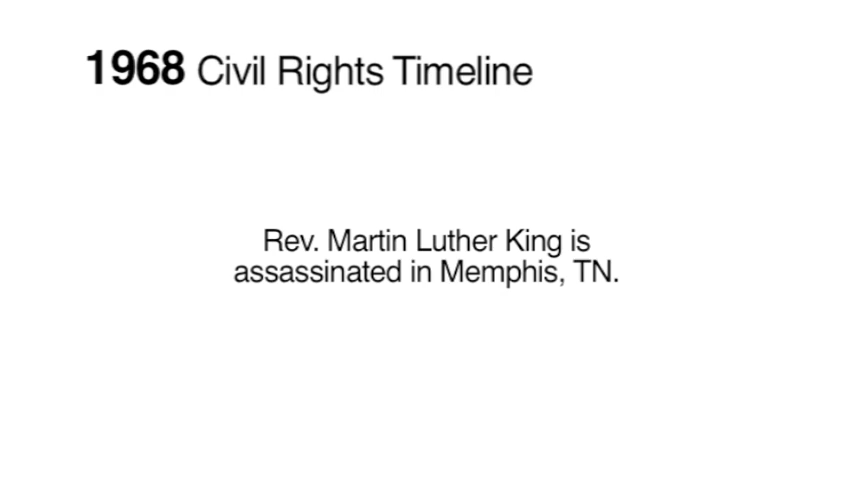 1968 Civil Rights Timeline
Rev. Martin Luther King is
assassinated in Memphis, TN.